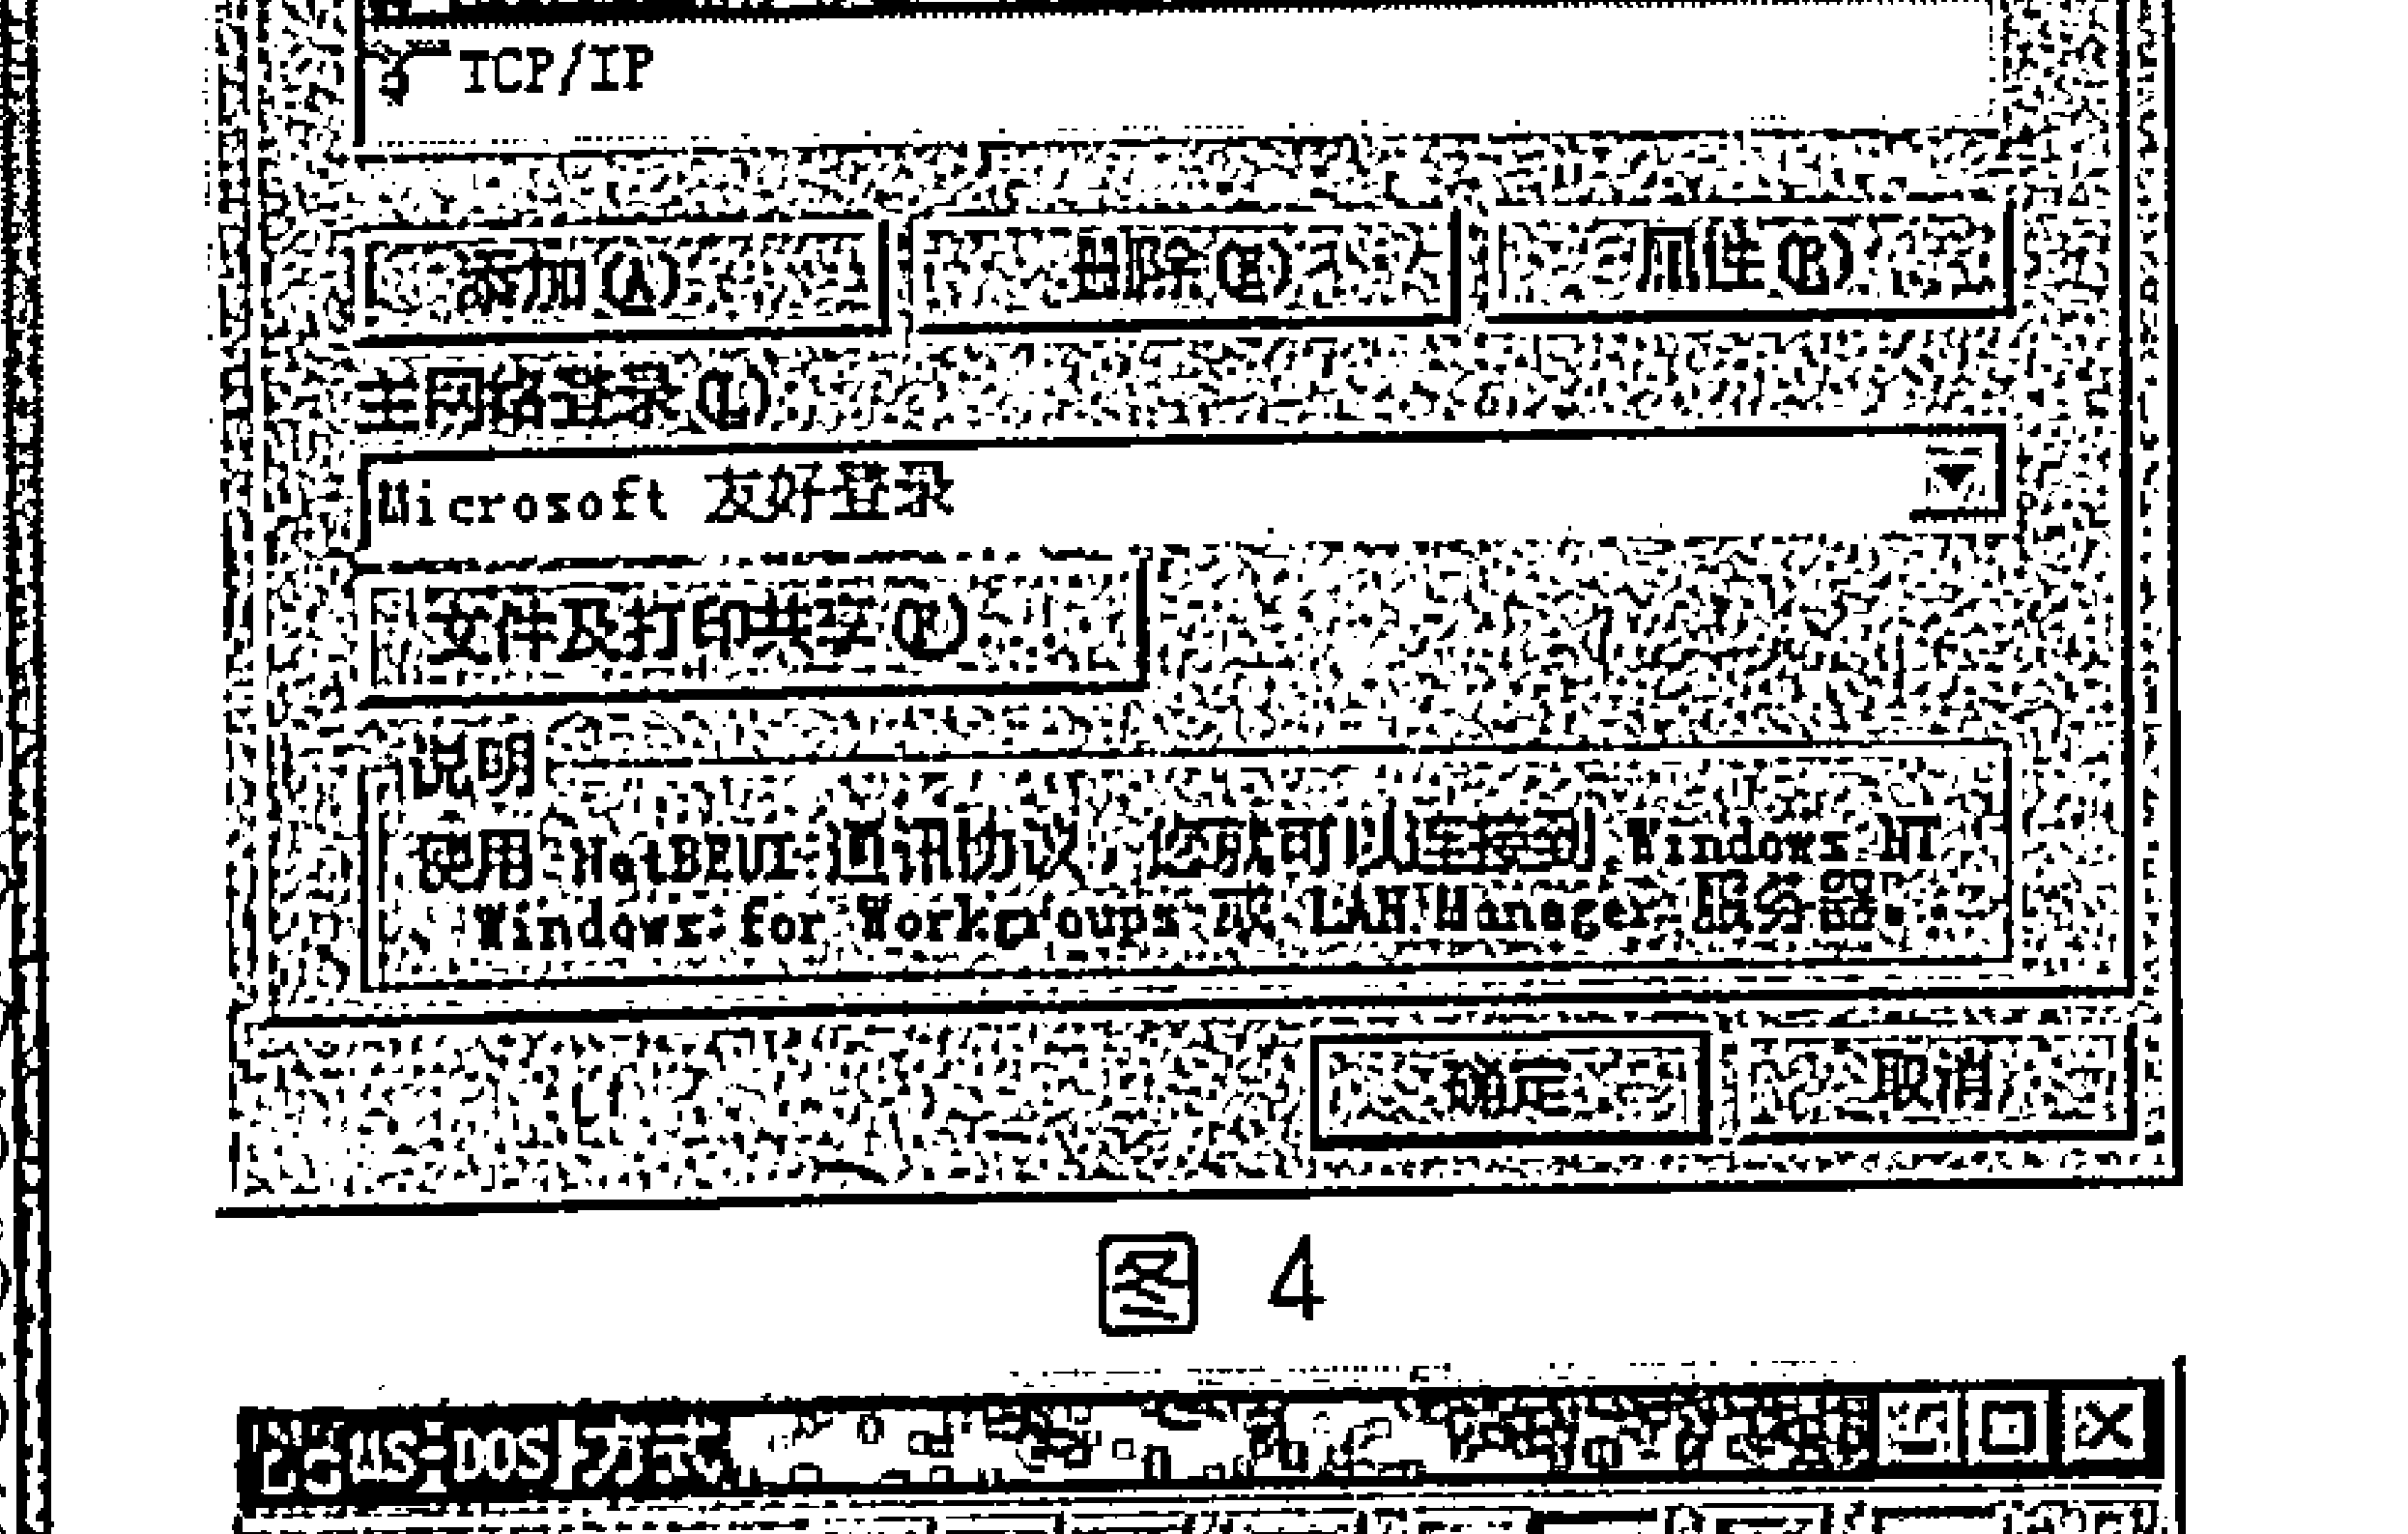 TCP/IP
添加(A) 删除(E) 属性(R)
主网络登录(L)
Microsoft 友好登录
文件及打印共享(F)
说明
使用 NetBEUI 通讯协议，您就可以连接到 Windows NT
Windows for Workgroups 或 LAN Manager 服务器。
确定 取消
图 4
MS-DOS 方式